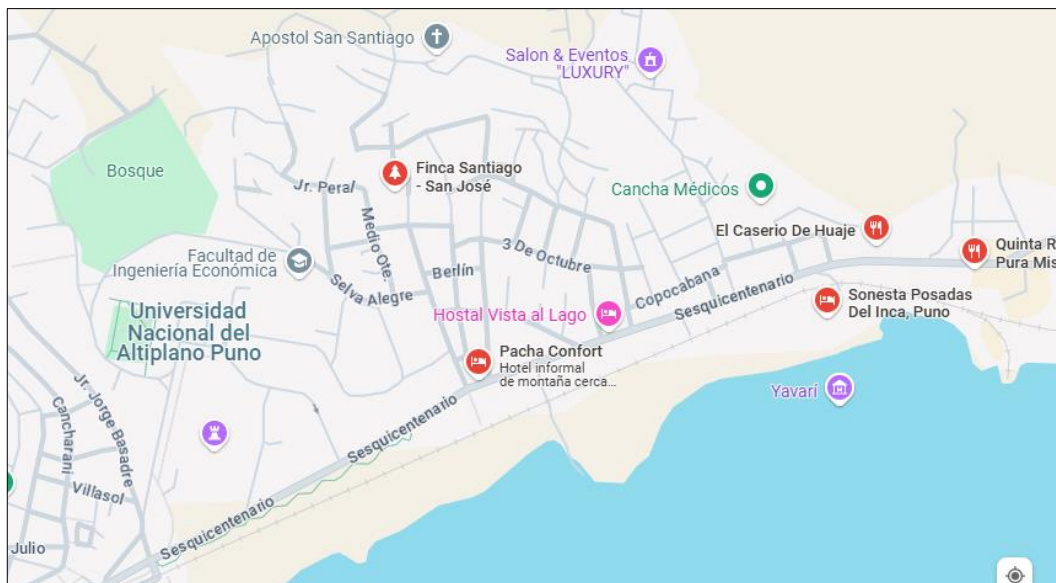 Apostol San Santiago
Salon & Eventos
"LUXURY"
Bosque
Finca Santiago
- San José
Jr. Peral
Medio Ote.
Cancha Médicos
El Caserio De Huaje
3 De Octubre
Quinta R
Pura Mis
Facultad de
Ingeniería Económica
Berlín
Selva Alegre
Copocabana
Sesquicentenario
Sonesta Posadas
Del Inca, Puno
Universidad
Nacional del
Altiplano Puno
Hostal Vista al Lago
Pacha Confort
Hotel informal
de montaña cerca...
Yavarí
Jr. Jorge Basadre
Cancharani
Sesquicentenario
Villasol
Sesquicentenario
Julio